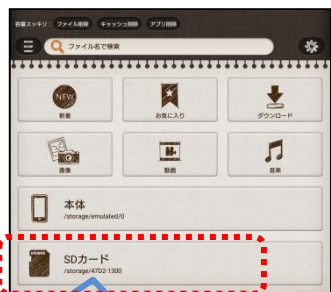 容量スッキリ： ファイル削除 キャッシュ削除 アプリ削除
ファイル名で検索
NEW
新着 お気に入り ダウンロード
画像 動画 音楽
本体
/storage/emulated/0
SDカード
/storage/47D2-1300